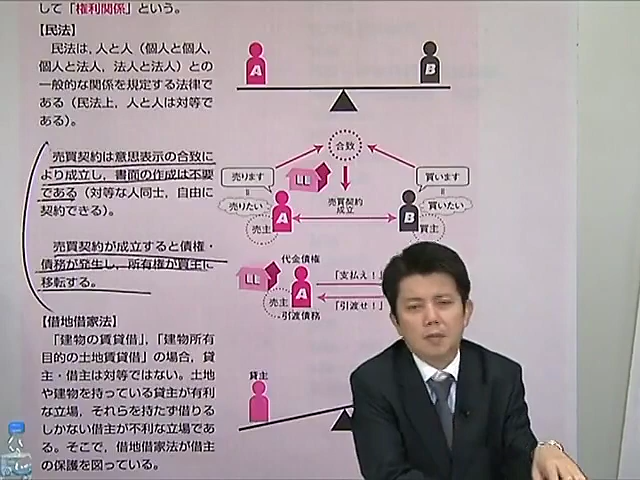 して「権利関係」という。
【民法】
民法は，人と人（個人と個人，
個人と法人，法人と法人）との
一般的な関係を規定する法律で
ある（民法上，人と人は対等で
ある）。
A
B
売買契約は意思表示の合致に
より成立し，書面の作成は不要
である（対等な人同士，自由に
契約できる）。
合致
売ります
買います
売りたい
買いたい
売買契約
成立
A
B
売主
買主
売買契約が成立すると債権・
債務が発生し，所有権が買主に
移転する。
代金債権
「支払え！」
A
売主
「引渡せ！」
引渡債務
【借地借家法】
「建物の賃貸借」，「建物所有
目的の土地賃貸借」の場合，貸
主・借主は対等ではない。土地
や建物を持っている貸主が有利
な立場，それらを持たず借りる
しかない借主が不利な立場であ
る。そこで，借地借家法が借主
の保護を図っている。
貸主
A